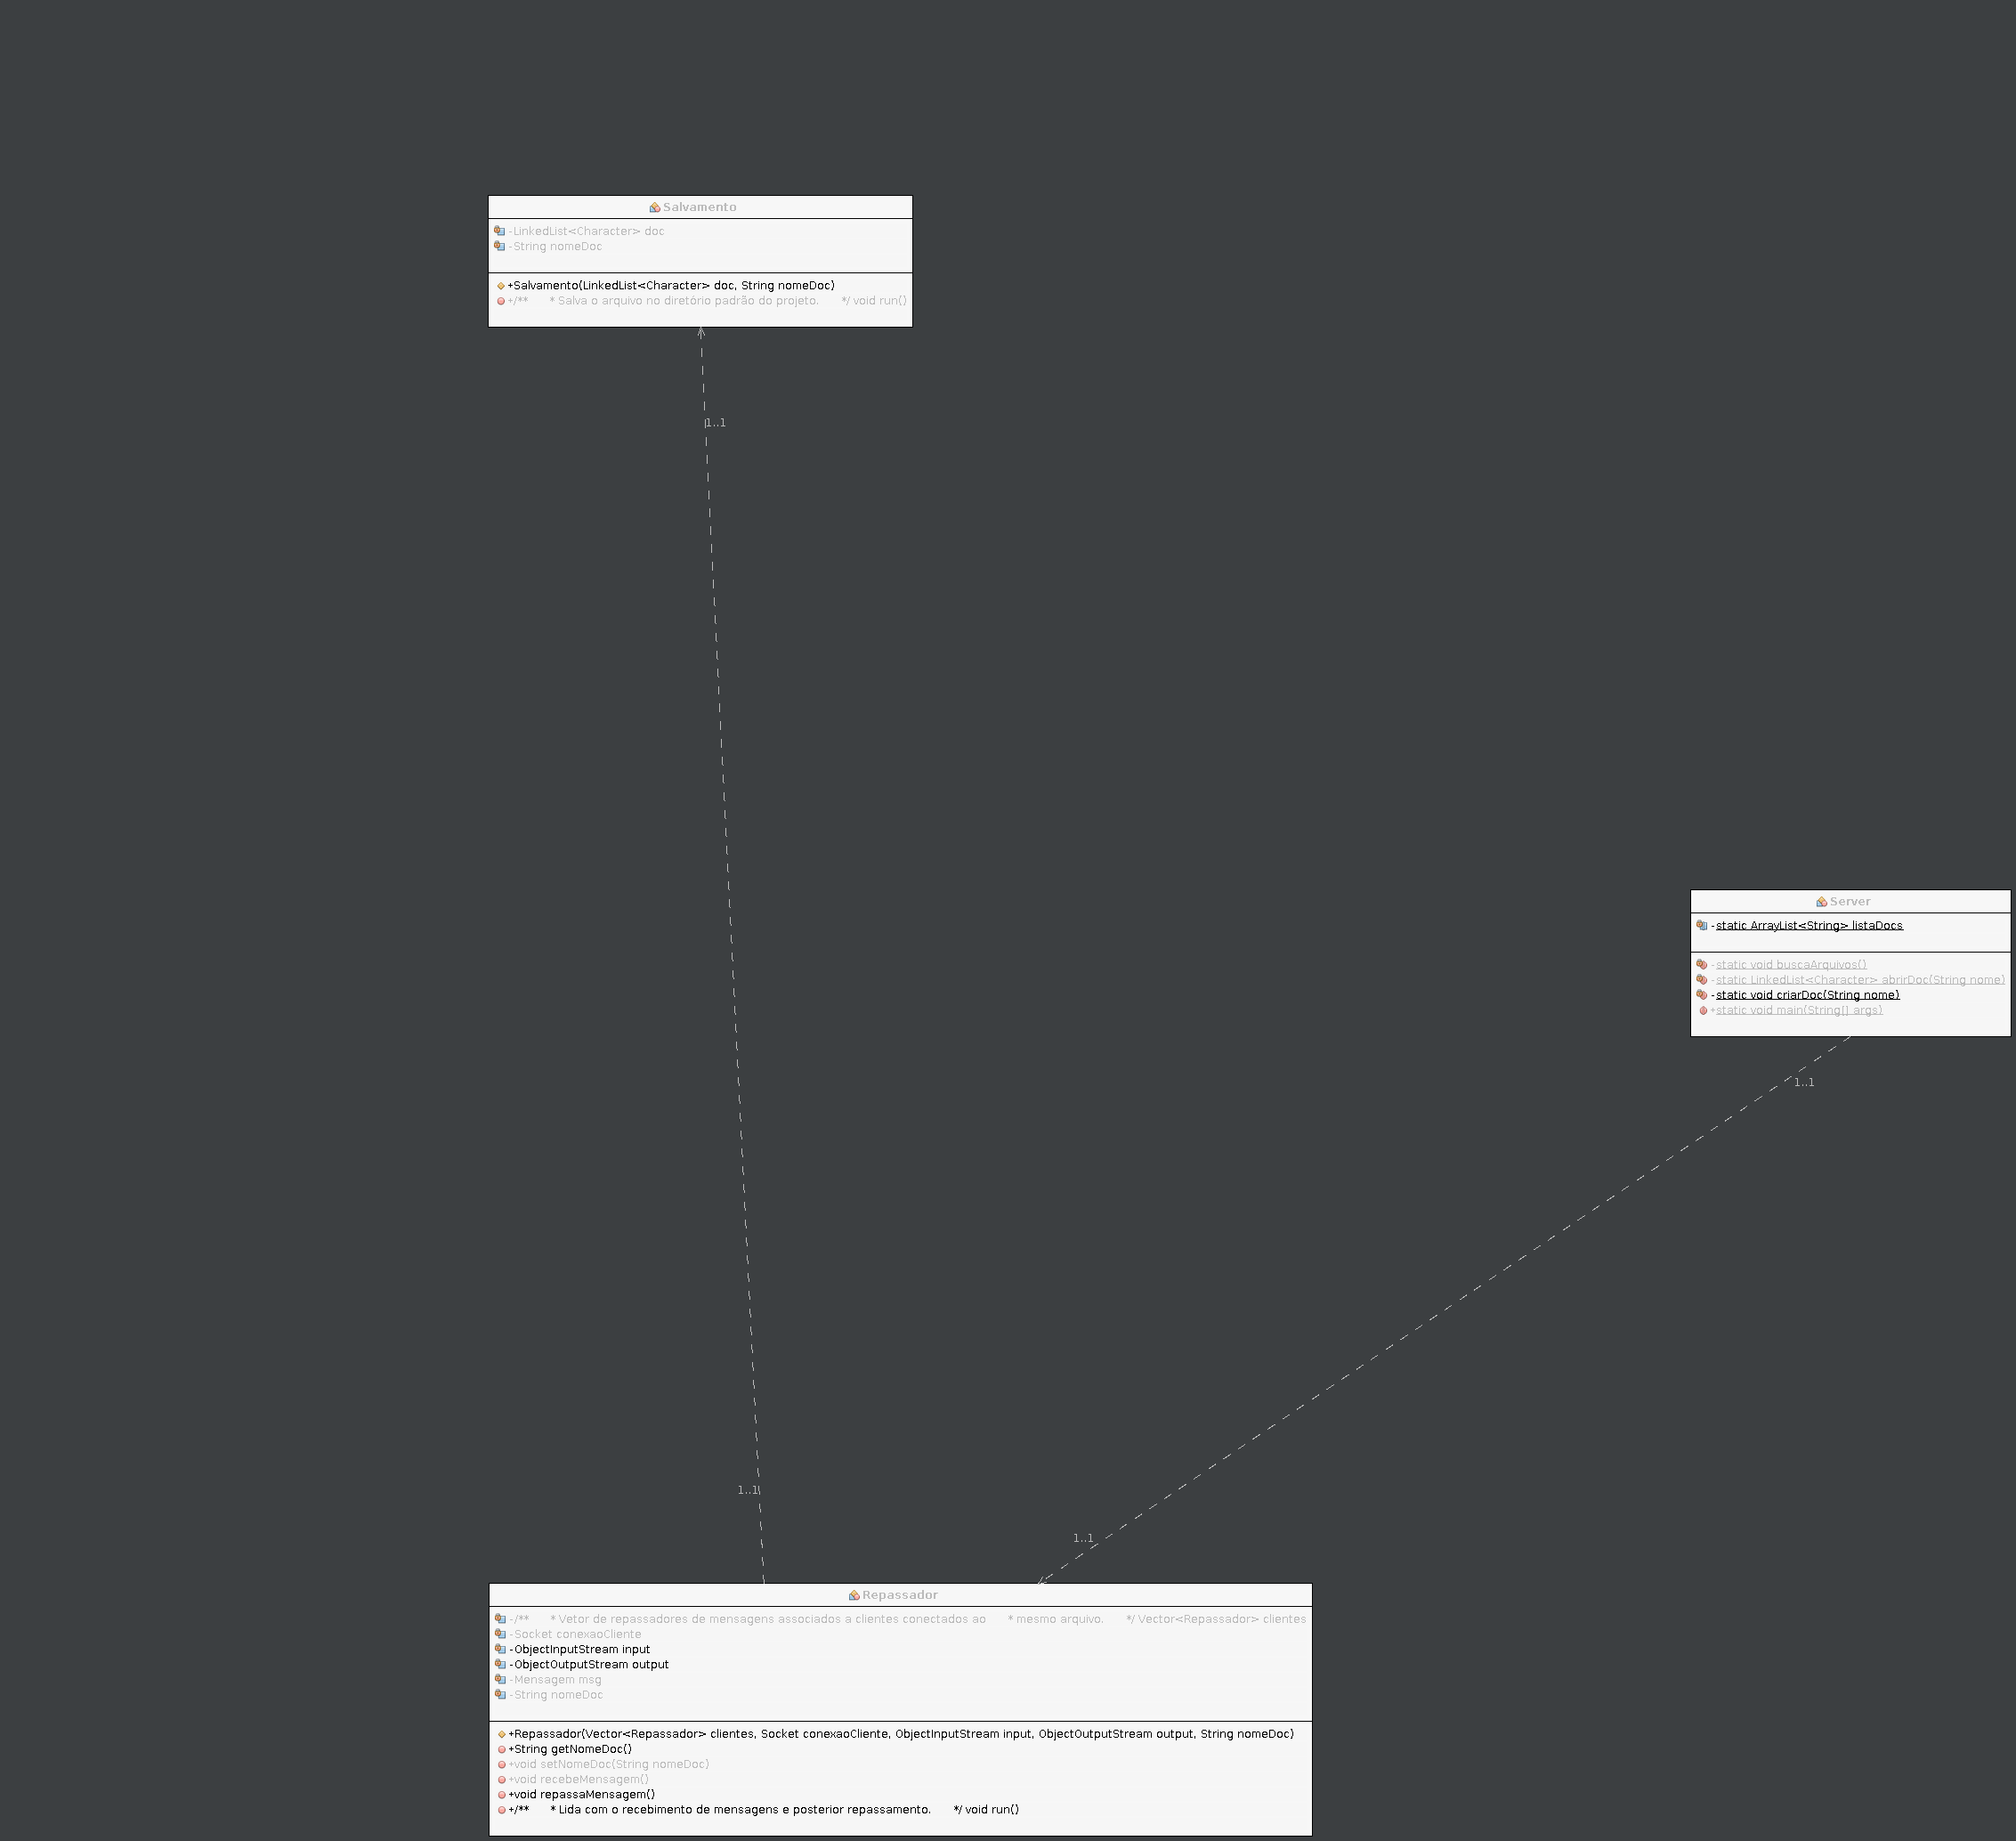 Salvamento
-LinkedList<Character> doc
-String nomeDoc
+Salvamento(LinkedList<Character> doc, String nomeDoc)
+/** * Salva o arquivo no diretório padrão do projeto. */ void run()
1..1
Server
-static ArrayList<String> listaDocs
-static void buscaArquivos()
-static LinkedList<Character> abrirDoc(String nome)
-static void criarDoc(String nome)
+static void main(String[] args)
1..1
1..1
1..1
Repassador
-/** * Vetor de repassadores de mensagens associados a clientes conectados ao * mesmo arquivo. */ Vector<Repassador> clientes
-Socket conexaoCliente
-ObjectInputStream input
-ObjectOutputStream output
-Mensagem msg
-String nomeDoc
+Repassador(Vector<Repassador> clientes, Socket conexaoCliente, ObjectInputStream input, ObjectOutputStream output, String nomeDoc)
+String getNomeDoc()
+void setNomeDoc(String nomeDoc)
+void recebeMensagem()
+void repassaMensagem()
+/** * Lida com o recebimento de mensagens e posterior repassamento. */ void run()